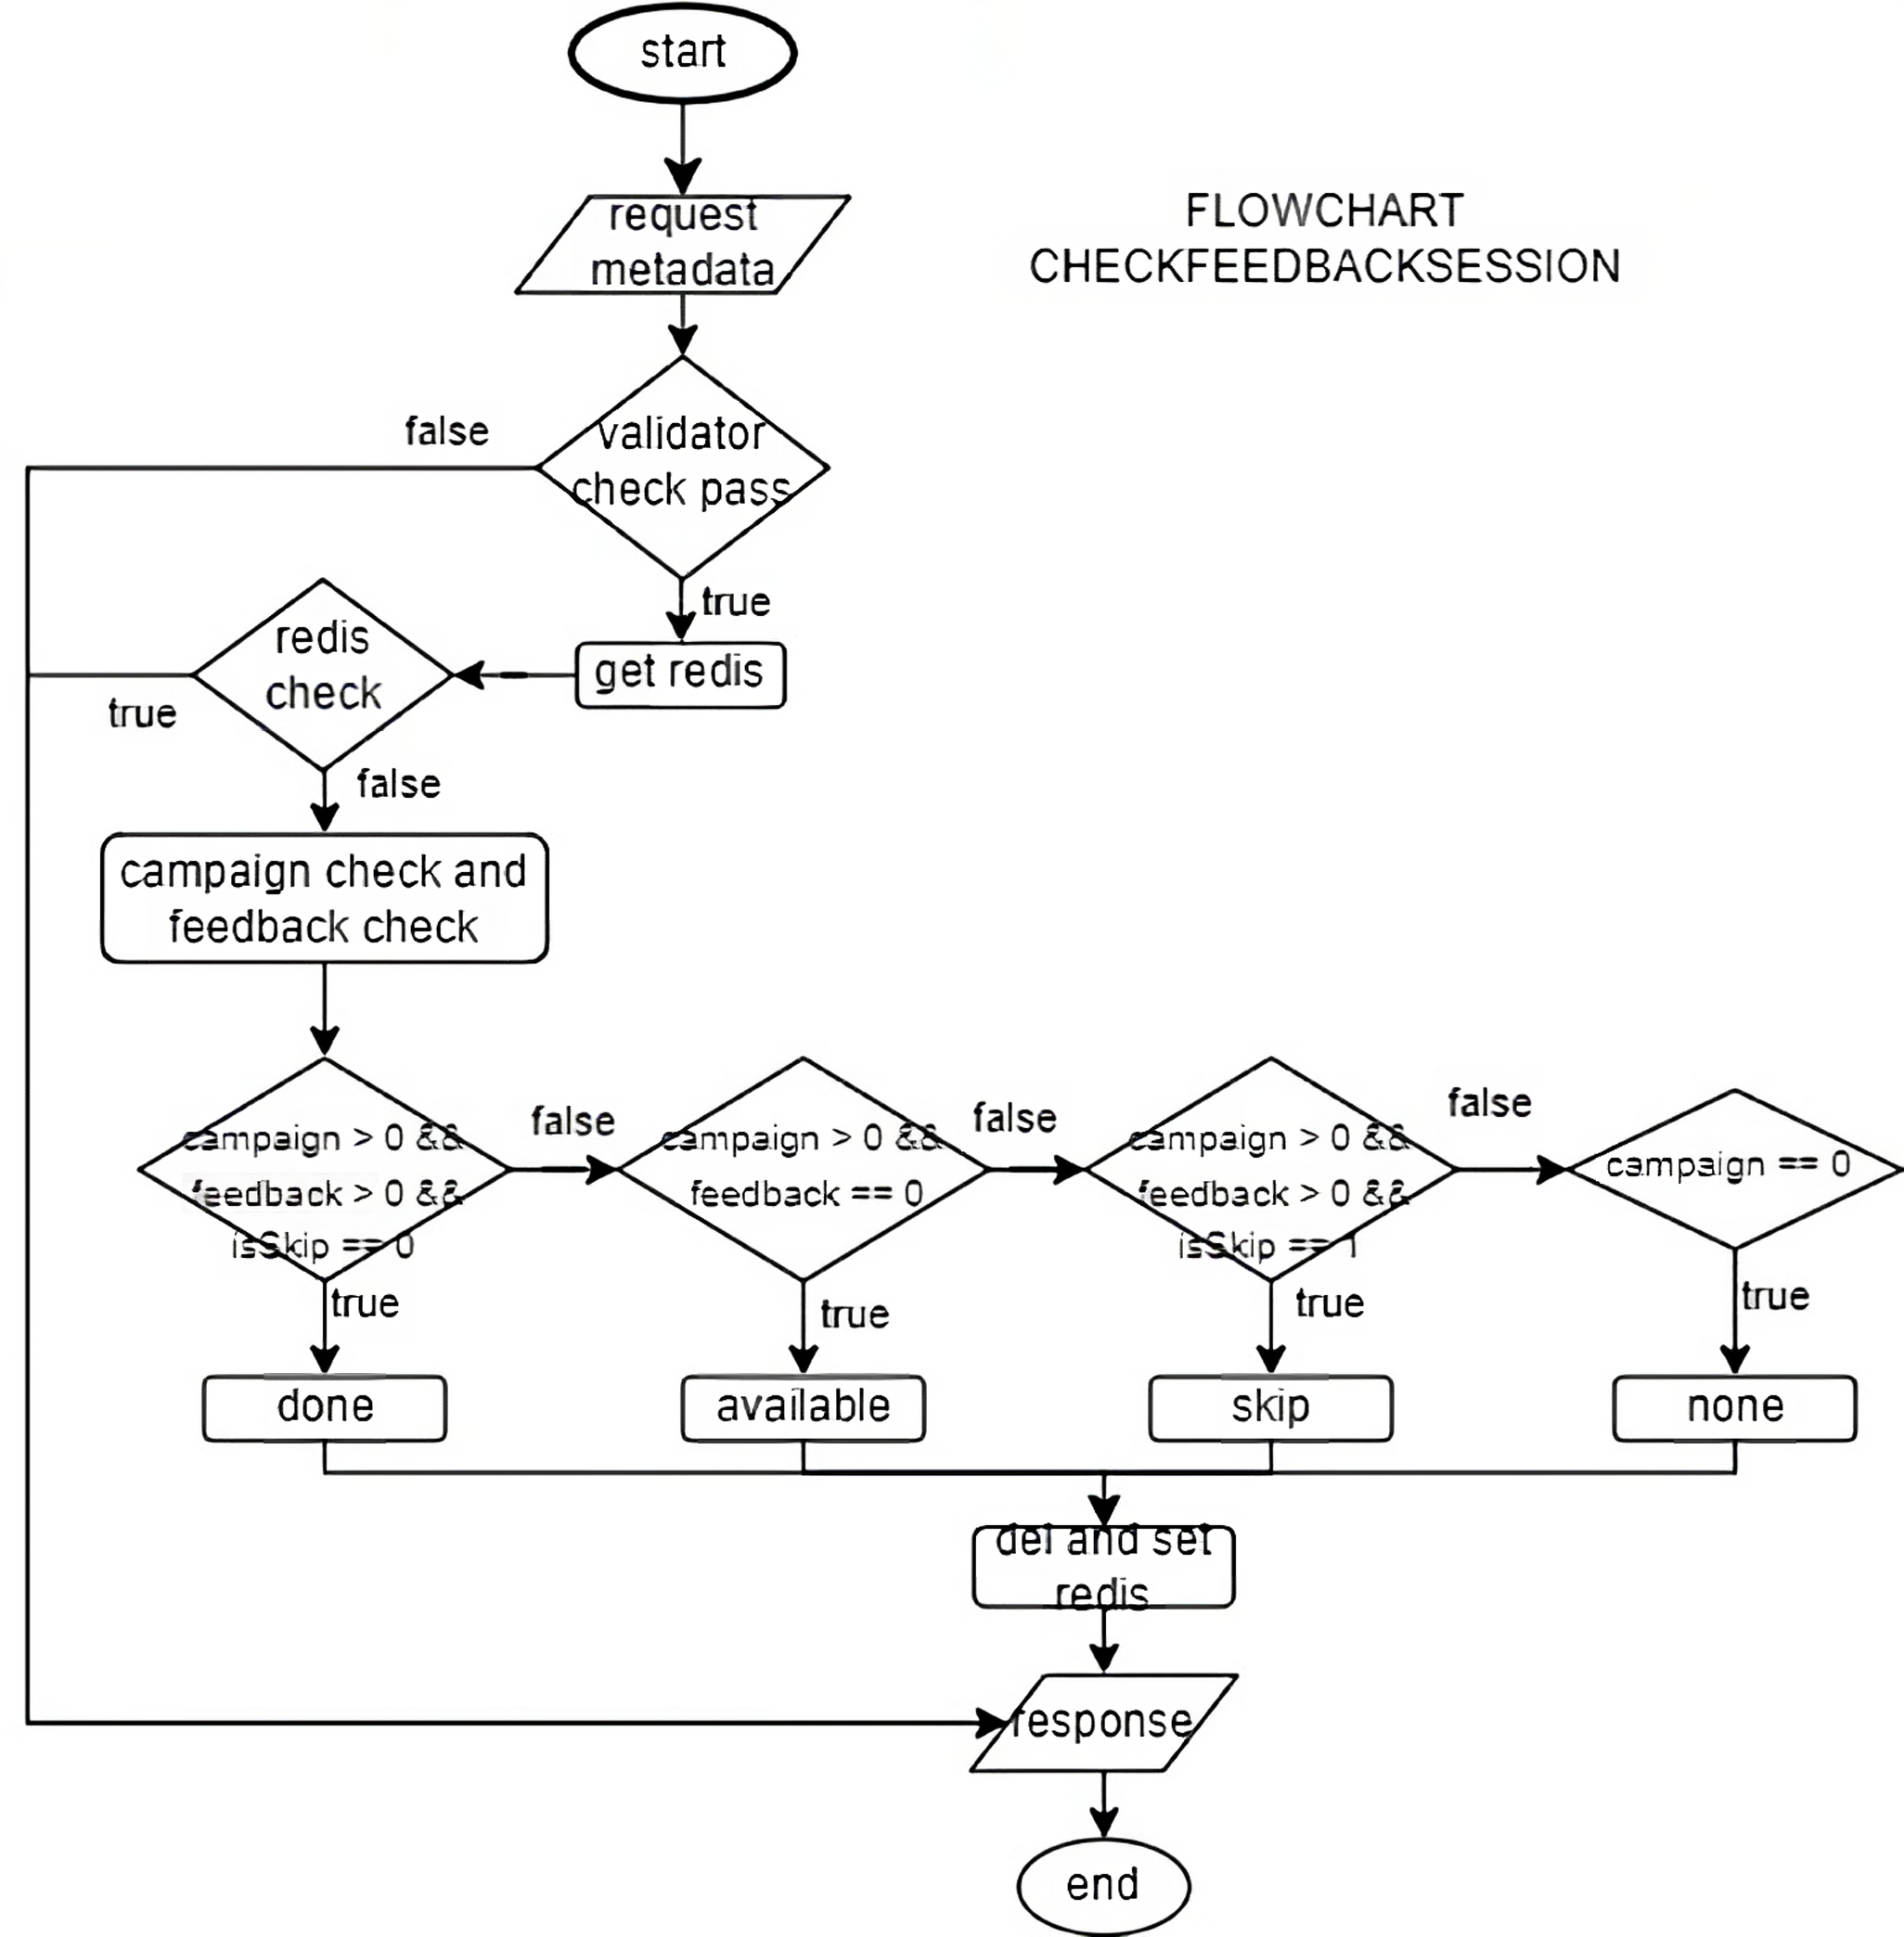 start
request
metadata
FLOWCHART
CHECKFEEDBACKSESSION
false
validator
check pass
true
redis
check
get redis
true
false
campaign check and
feedback check
campaign > 0 &&
feedback > 0 &&
isSkip == 0
false
campaign > 0 &&
feedback == 0
false
campaign > 0 &&
feedback > 0 &&
isSkip == 1
false
campaign == 0
true
true
true
true
done
available
skip
none
del and set
redis
response
end